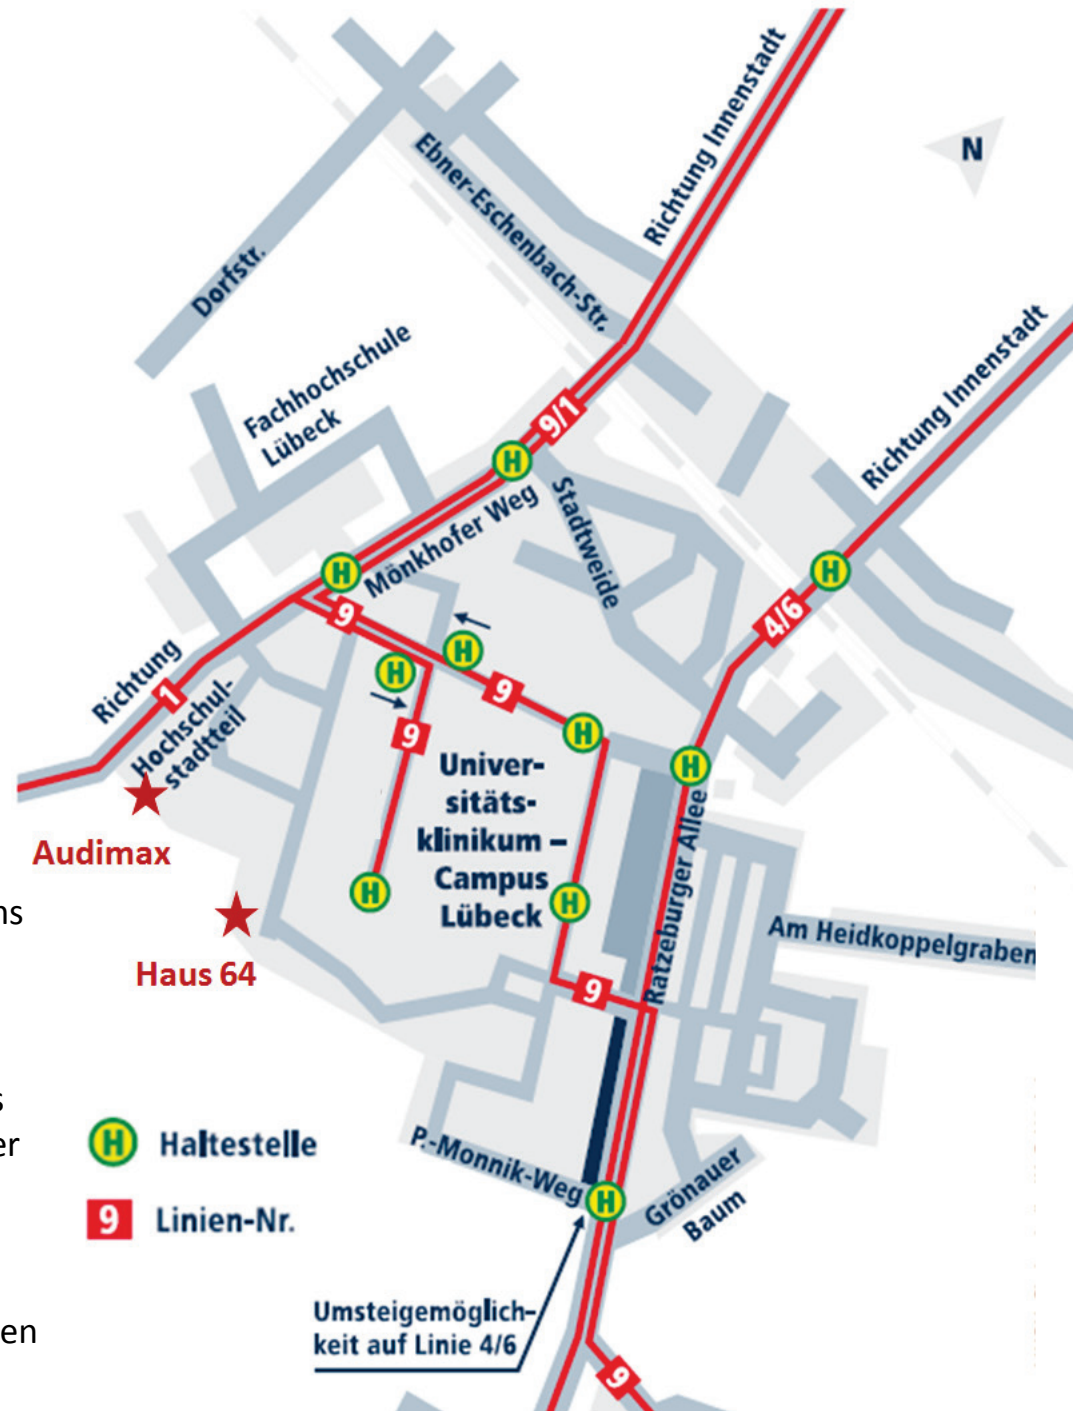 Richtung Innenstadt
N
Ebner-Eschenbach-Str.
Dorfstr.
Richtung Innenstadt
Fachhochschule
Lübeck
9/1
H
Stadtweide
Mönkhofer Weg
H
H
4/6
9
H
H
9
Richtung
1
Hochschul-
stadtteil
9
H
H
Univer-
sitäts-
klinikum –
Campus
Lübeck
Audimax
Ratzeburger Allee
H
H
ns
Am Heidkoppelgraben
Haus 64
9
s
er
H Haltestelle
P.-Monnik-Weg
H
Grönauer
Baum
9 Linien-Nr.
Umsteigemöglich-
keit auf Linie 4/6
en
9